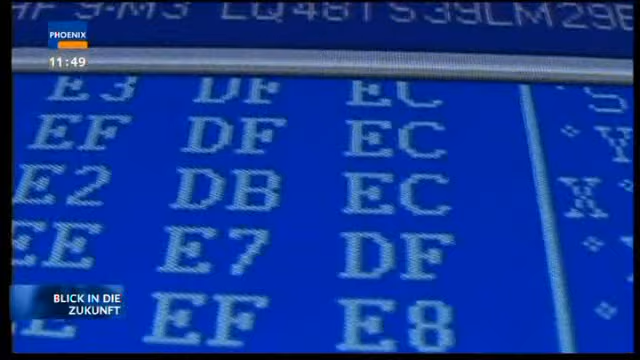 PHOENIX
11:49
E3 DF EC
EF DF EC
E2 DB EC
EE E7 DF
EF E8
BLICK IN DIE
ZUKUNFT